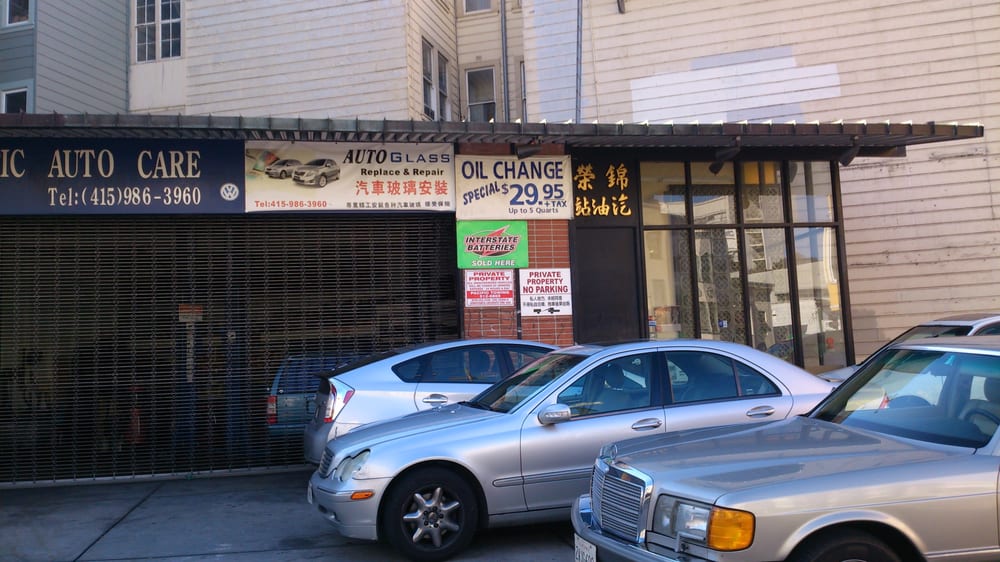 IC AUTO CARE
Tel:(415)986-3960
AUTO GLASS
Replace & Repair
汽車玻璃安裝
Tel:415-986-3960
OIL CHANGE
SPECIAL $29.95
+ TAX
Up to 5 Quarts
榮錦
站油汽
INTERSTATE
BATTERIES
SOLD HERE
PRIVATE
PROPERTY
PACIFIC TOWING
PRIVATE
PROPERTY
NO PARKING